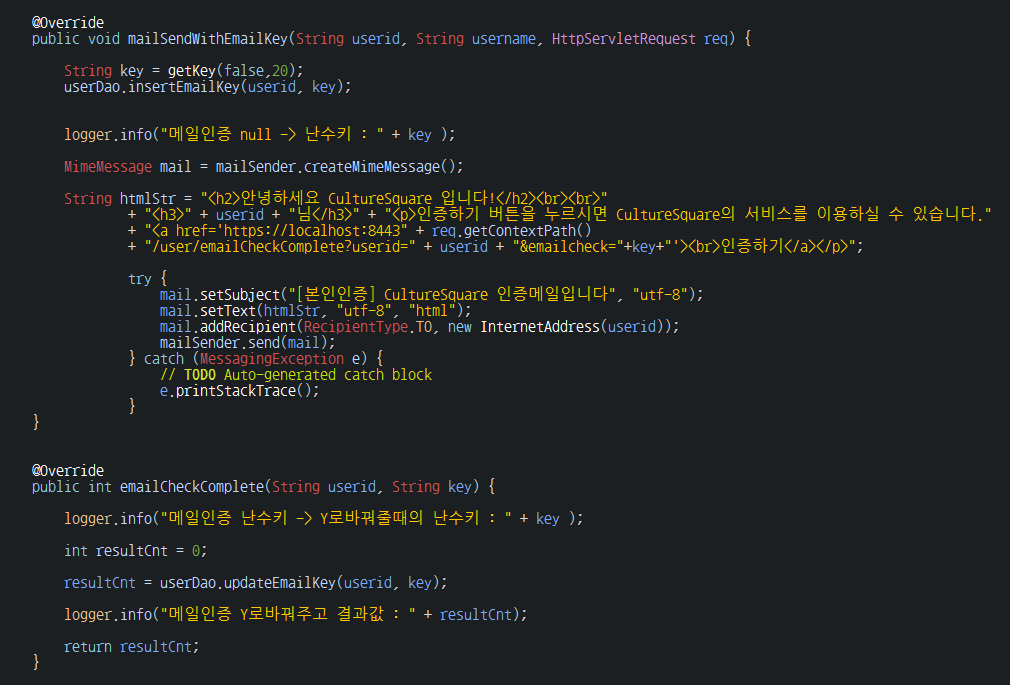 @Override
public void mailSendWithEmailKey(String userid, String username, HttpServletRequest req) {
String key = getKey(false,20);
userDao.insertEmailKey(userid, key);
logger.info("메일인증 null -> 난수키 : " + key );
MimeMessage mail = mailSender.createMimeMessage();
String htmlStr = "<h2>안녕하세요 CultureSquare 입니다!</h2><br><br>"
+ "<h3>" + userid + "님</h3>" + "<p>인증하기 버튼을 누르시면 CultureSquare의 서비스를 이용하실 수 있습니다."
+ "<a href='https://localhost:8443" + req.getContextPath()
+ "/user/emailCheckComplete?userid=" + userid + "&emailcheck="+key+"'><br>인증하기</a></p>";
try {
mail.setSubject("[본인인증] CultureSquare 인증메일입니다", "utf-8");
mail.setText(htmlStr, "utf-8", "html");
mail.addRecipient(RecipientType.TO, new InternetAddress(userid));
mailSender.send(mail);
} catch (MessagingException e) {
// TODO Auto-generated catch block
e.printStackTrace();
}
}
@Override
public int emailCheckComplete(String userid, String key) {
logger.info("메일인증 난수키 -> Y로바꿔줄때의 난수키 : " + key );
int resultCnt = 0;
resultCnt = userDao.updateEmailKey(userid, key);
logger.info("메일인증 Y로바꿔주고 결과값 : " + resultCnt);
return resultCnt;
}